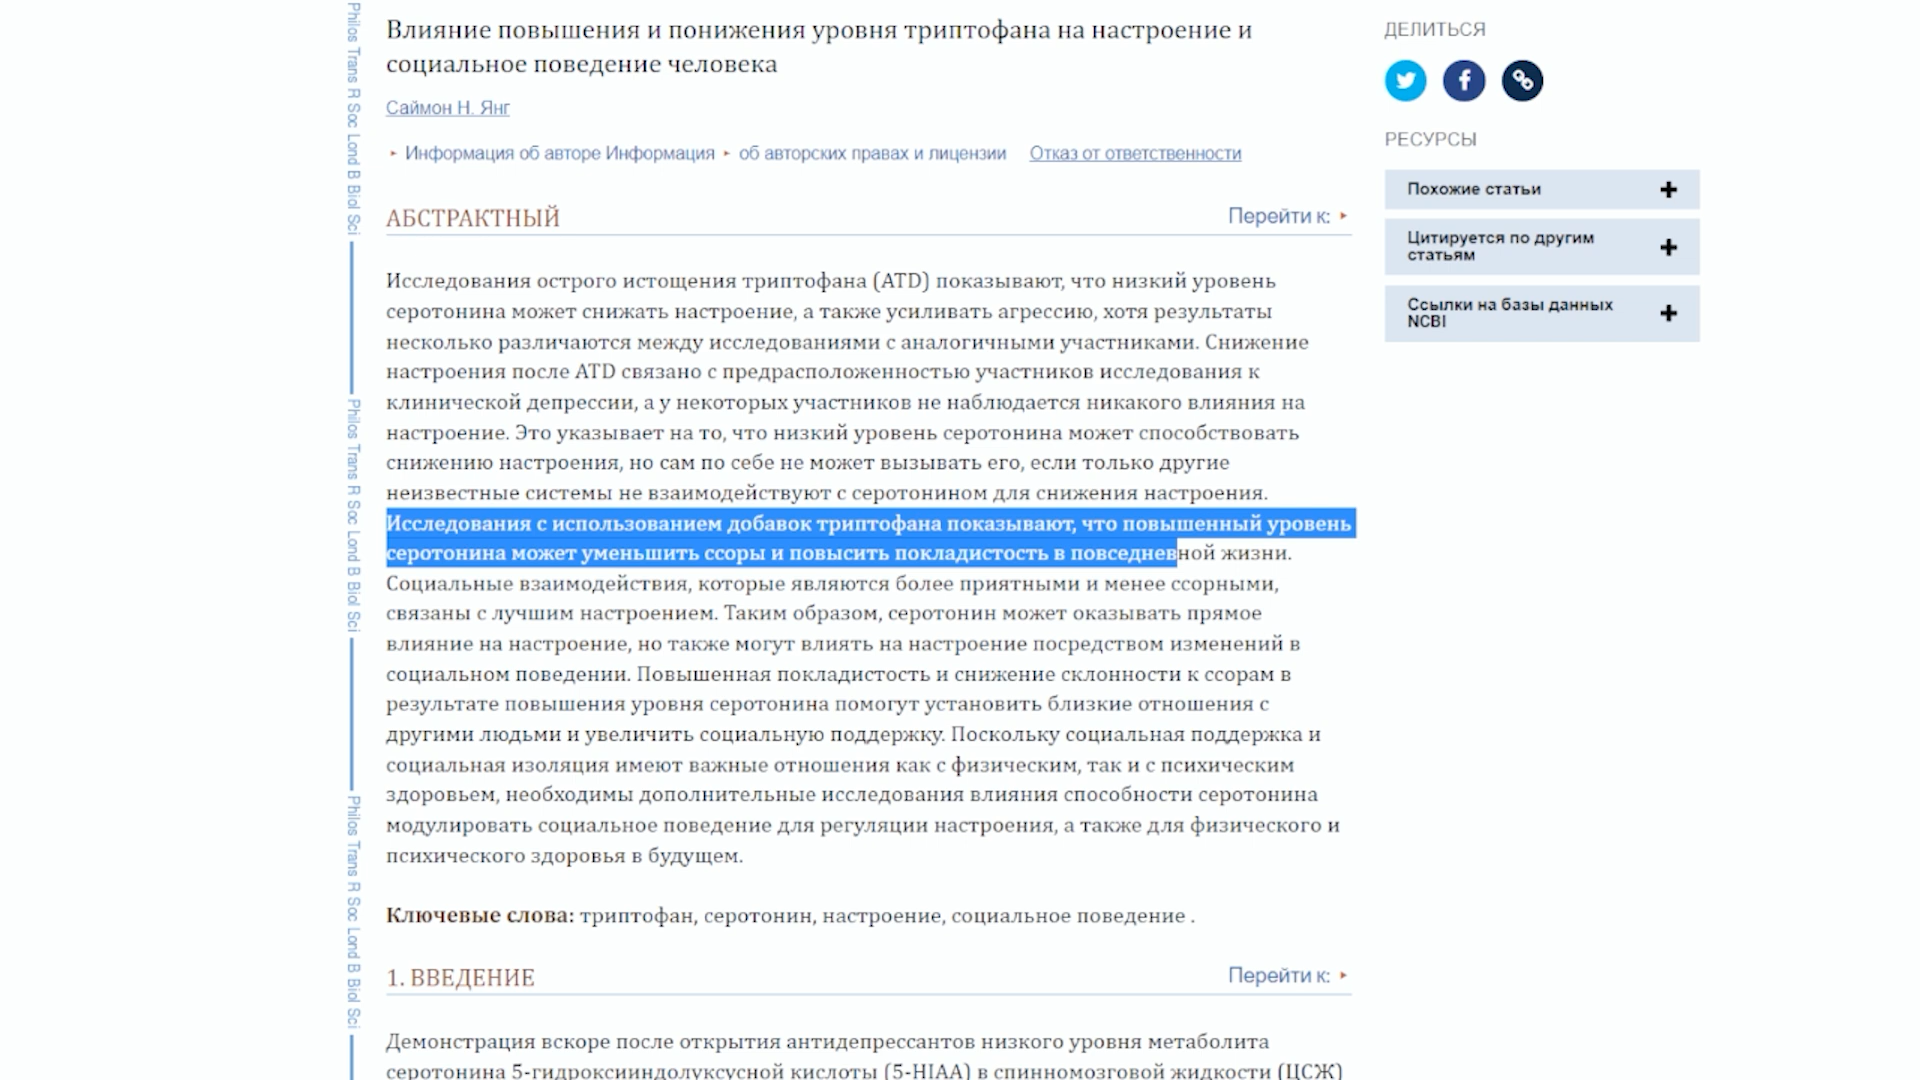 Влияние повышения и понижения уровня триптофана на настроение и
социальное поведение человека
Саймон Н. Янг
Информация об авторе Информация об авторских правах и лицензии Отказ от ответственности
АБСТРАКТНЫЙ Перейти к:
Исследования острого истощения триптофана (ATD) показывают, что низкий уровень
серотонина может снижать настроение, а также усиливать агрессию, хотя результаты
несколько различаются между исследованиями с аналогичными участниками. Снижение
настроения после ATD связано с предрасположенностью участников исследования к
клинической депрессии, а у некоторых участников не наблюдается никакого влияния на
настроение. Это указывает на то, что низкий уровень серотонина может способствовать
снижению настроения, но сам по себе не может вызывать его, если только другие
неизвестные системы не взаимодействуют с серотонином для снижения настроения.
Исследования с использованием добавок триптофана показывают, что повышенный уровень
серотонина может уменьшить ссоры и повысить покладистость в повседневной жизни.
Социальные взаимодействия, которые являются более приятными и менее ссорными,
связаны с лучшим настроением. Таким образом, серотонин может оказывать прямое
влияние на настроение, но также могут влиять на настроение посредством изменений в
социальном поведении. Повышенная покладистость и снижение склонности к ссорам в
результате повышения уровня серотонина помогут установить близкие отношения с
другими людьми и увеличить социальную поддержку. Поскольку социальная поддержка и
социальная изоляция имеют важные отношения как с физическим, так и с психическим
здоровьем, необходимы дополнительные исследования влияния способности серотонина
модулировать социальное поведение для регуляции настроения, а также для физического и
психического здоровья в будущем.
Ключевые слова: триптофан, серотонин, настроение, социальное поведение .
1. ВВЕДЕНИЕ Перейти к:
Демонстрация вскоре после открытия антидепрессантов низкого уровня метаболита
серотонина 5-гидроксииндолуксусной кислоты (5-HIAA) в спинномозговой жидкости (ЦСЖ)
ДЕЛИТЬСЯ
РЕСУРСЫ
Похожие статьи
Цитируется по другим
статьям
Ссылки на базы данных
NCBI
Philos Trans R Soc Lond B Biol Sci
Philos Trans R Soc Lond B Biol Sci
Philos Trans R Soc Lond B Biol Sci